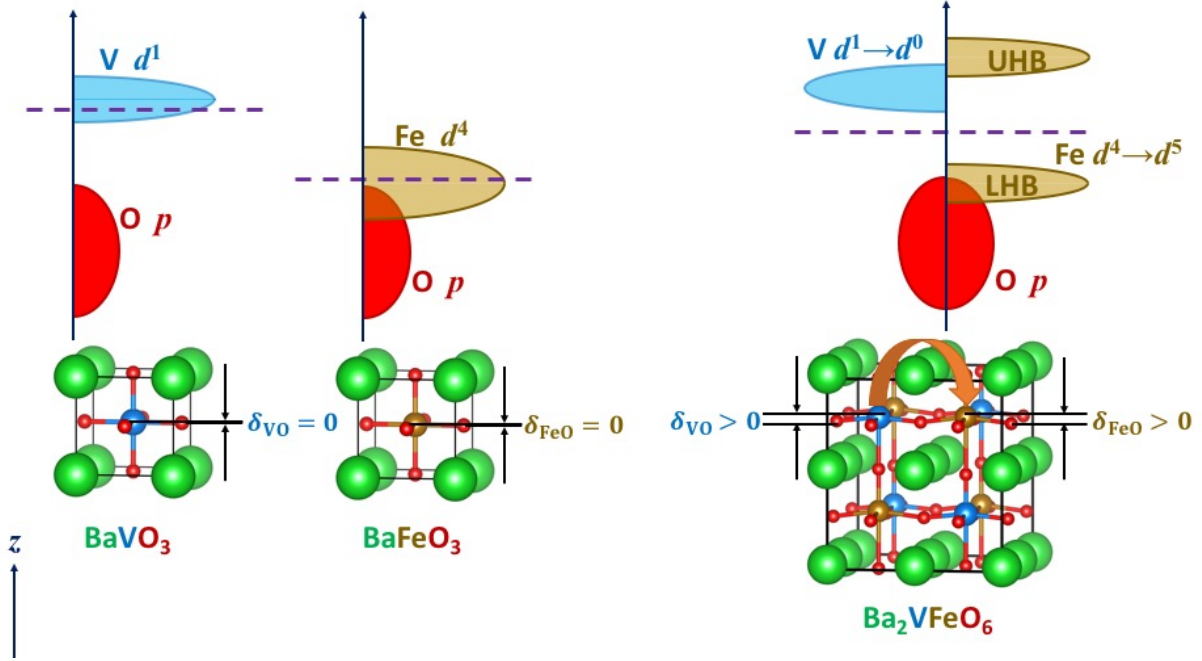 V d¹
O p
Fe d⁴
O p
V d¹→d⁰
UHB
Fe d⁴→d⁵
LHB
O p
δVO = 0
δFeO = 0
δVO > 0
δFeO > 0
BaVO₃
BaFeO₃
Ba₂VFeO₆
z